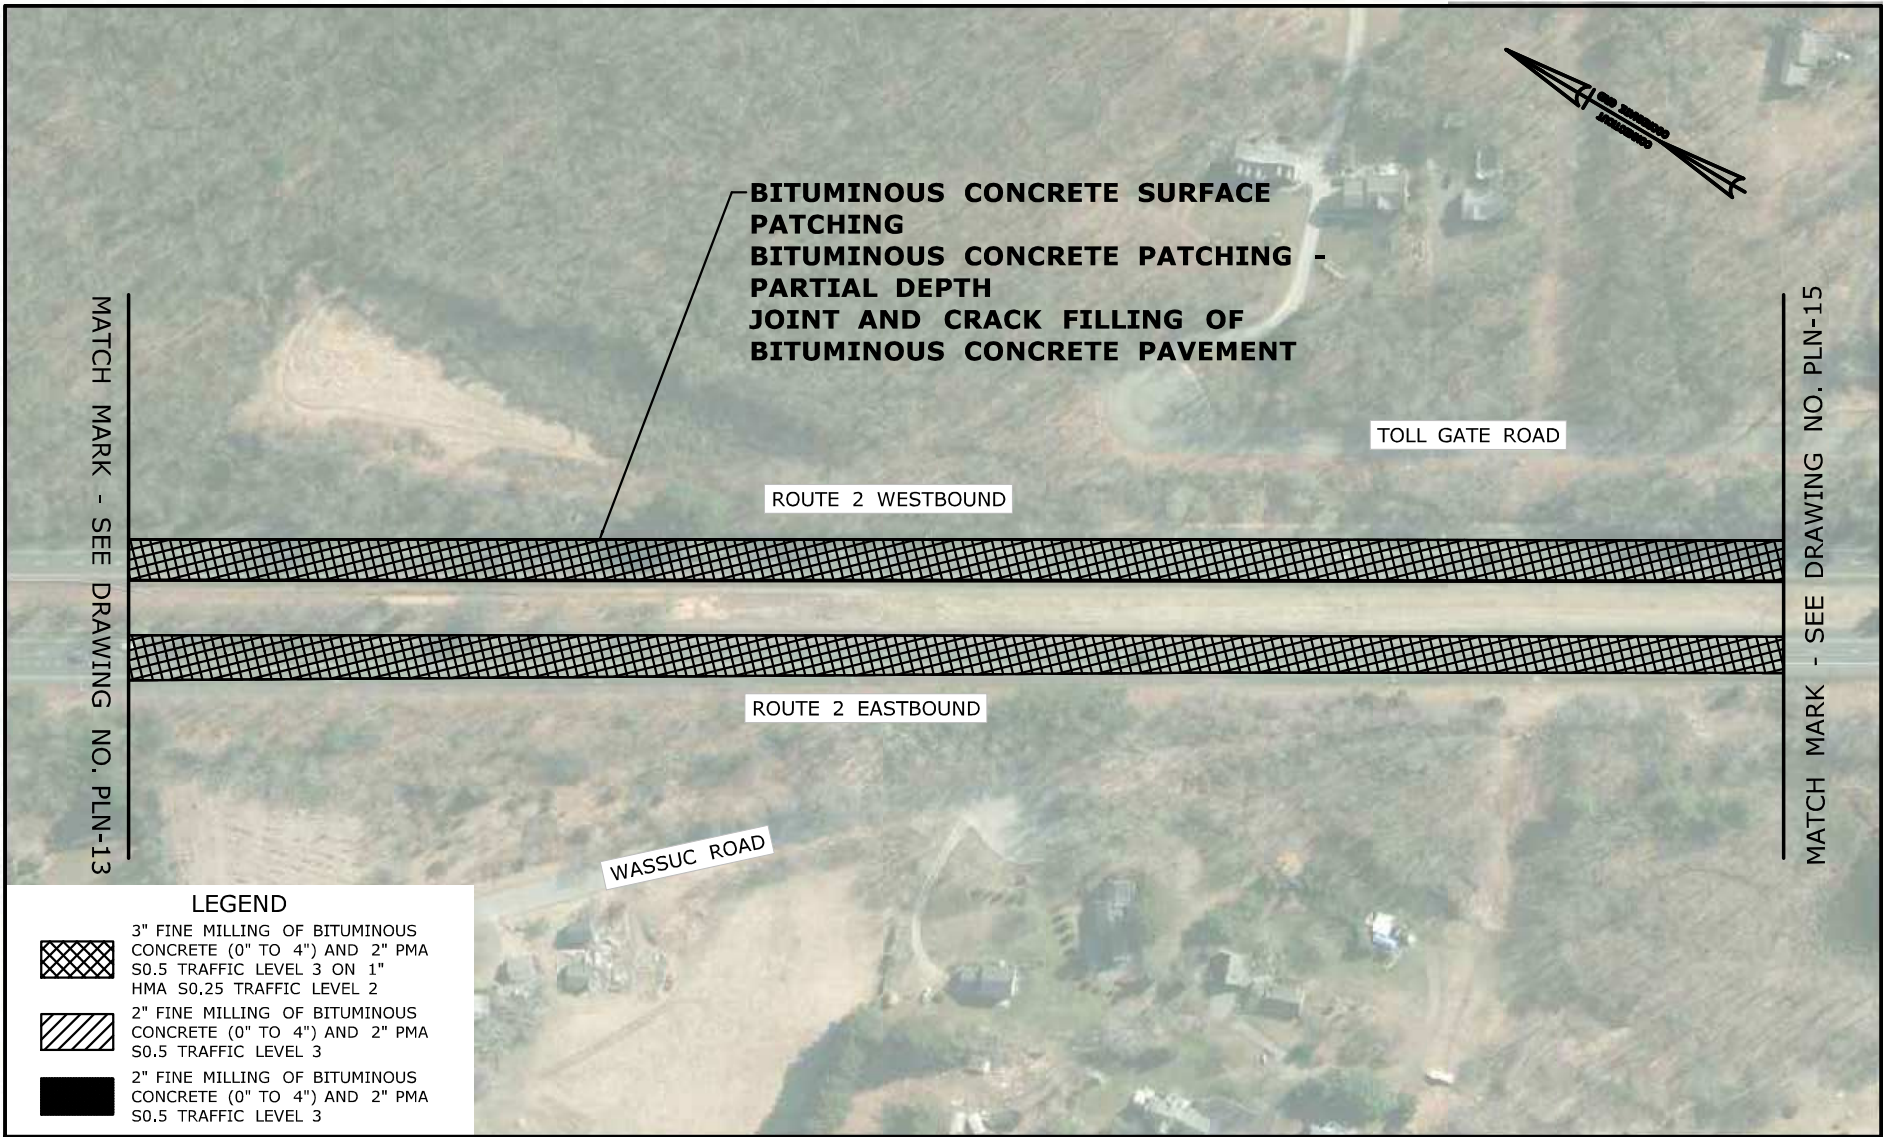 CONNECTICUT
COORDINATE GRID
BITUMINOUS CONCRETE SURFACE
PATCHING
BITUMINOUS CONCRETE PATCHING -
PARTIAL DEPTH
JOINT AND CRACK FILLING OF
BITUMINOUS CONCRETE PAVEMENT
MATCH MARK - SEE DRAWING NO. PLN-13
MATCH MARK - SEE DRAWING NO. PLN-15
TOLL GATE ROAD
ROUTE 2 WESTBOUND
ROUTE 2 EASTBOUND
WASSUC ROAD
LEGEND
3" FINE MILLING OF BITUMINOUS
CONCRETE (0" TO 4") AND 2" PMA
S0.5 TRAFFIC LEVEL 3 ON 1"
HMA S0.25 TRAFFIC LEVEL 2
2" FINE MILLING OF BITUMINOUS
CONCRETE (0" TO 4") AND 2" PMA
S0.5 TRAFFIC LEVEL 3
2" FINE MILLING OF BITUMINOUS
CONCRETE (0" TO 4") AND 2" PMA
S0.5 TRAFFIC LEVEL 3